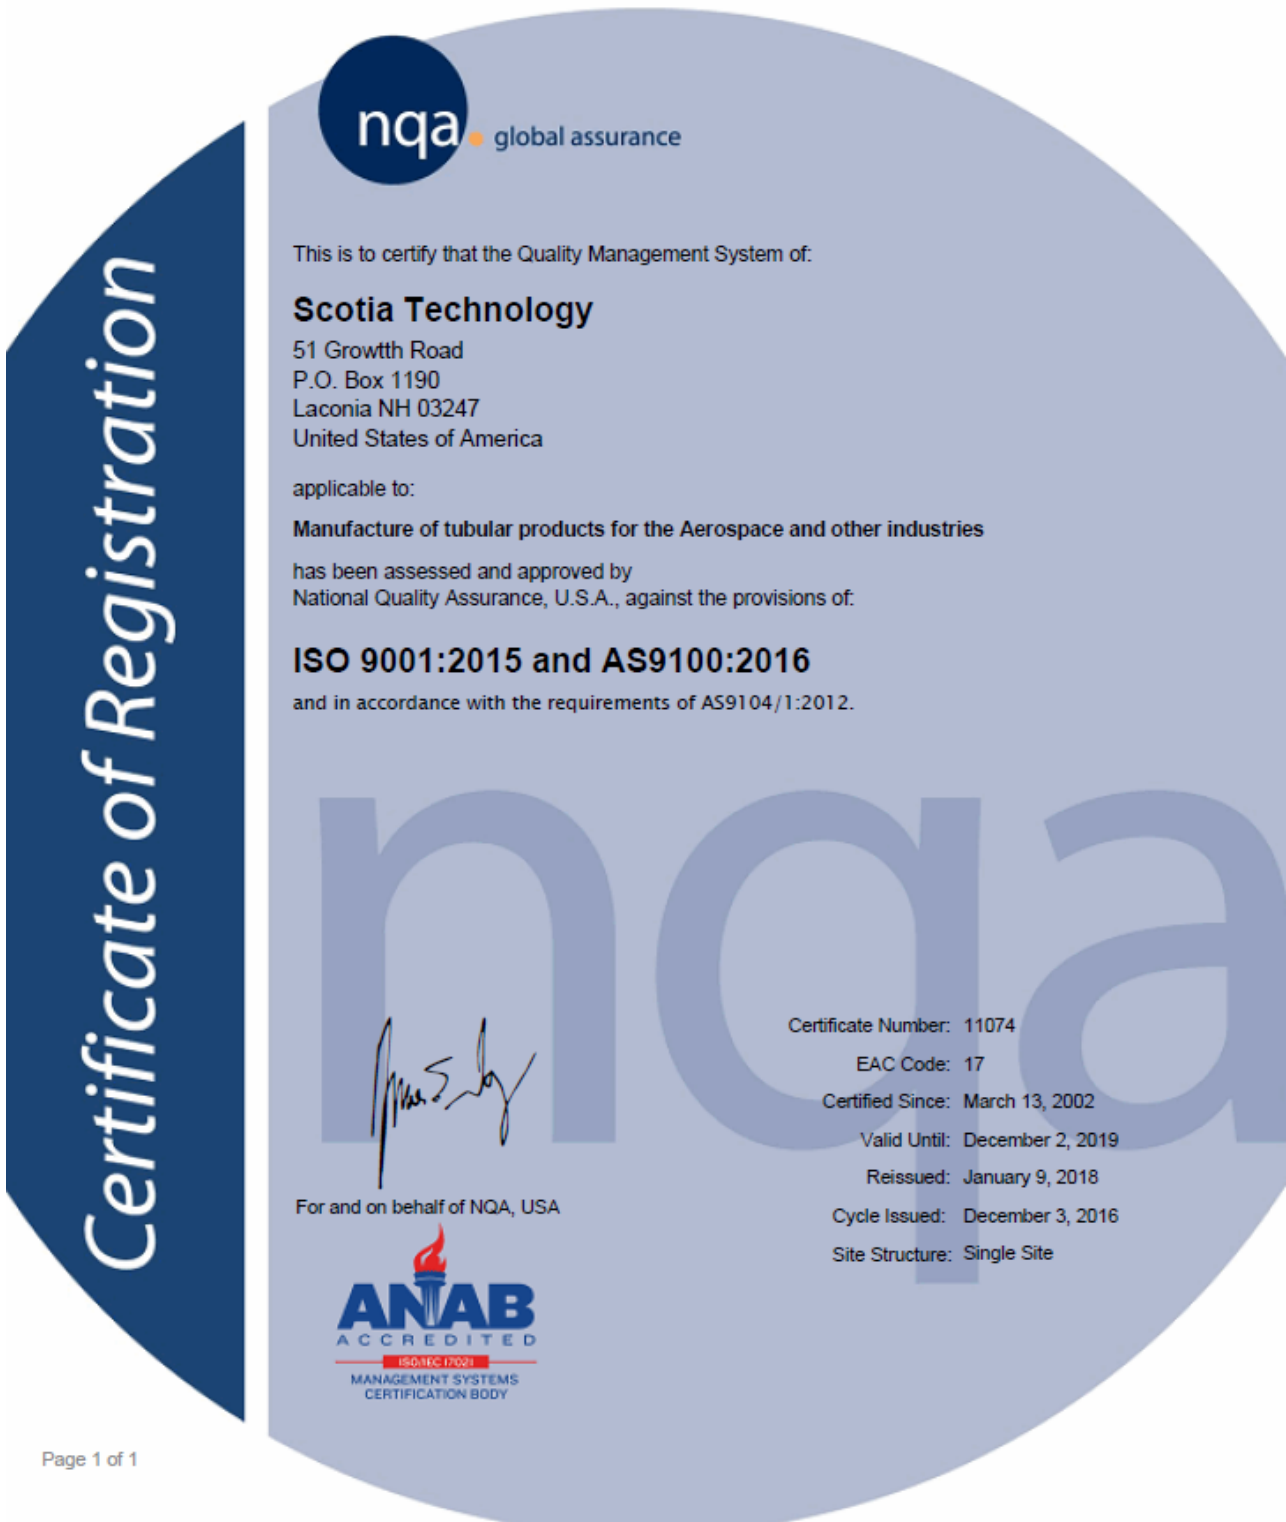 nqa. global assurance
Certificate of Registration
This is to certify that the Quality Management System of:
Scotia Technology
51 Growtth Road
P.O. Box 1190
Laconia NH 03247
United States of America
applicable to:
Manufacture of tubular products for the Aerospace and other industries
has been assessed and approved by
National Quality Assurance, U.S.A., against the provisions of:
ISO 9001:2015 and AS9100:2016
and in accordance with the requirements of AS9104/1:2012.
nqa
Certificate Number: 11074
EAC Code: 17
Certified Since: March 13, 2002
Valid Until: December 2, 2019
Reissued: January 9, 2018
Cycle Issued: December 3, 2016
Site Structure: Single Site
For and on behalf of NQA, USA
ANAB
ACCREDITED
ISO/IEC 17021
MANAGEMENT SYSTEMS
CERTIFICATION BODY
Page 1 of 1